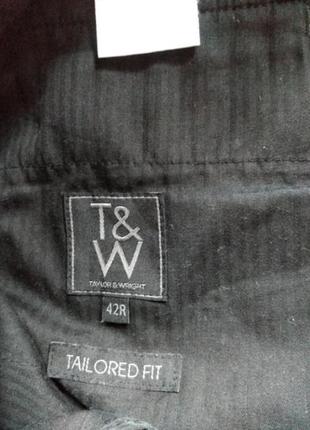 T&
W
TAYLOR & WRIGHT
42R
TAILORED FIT